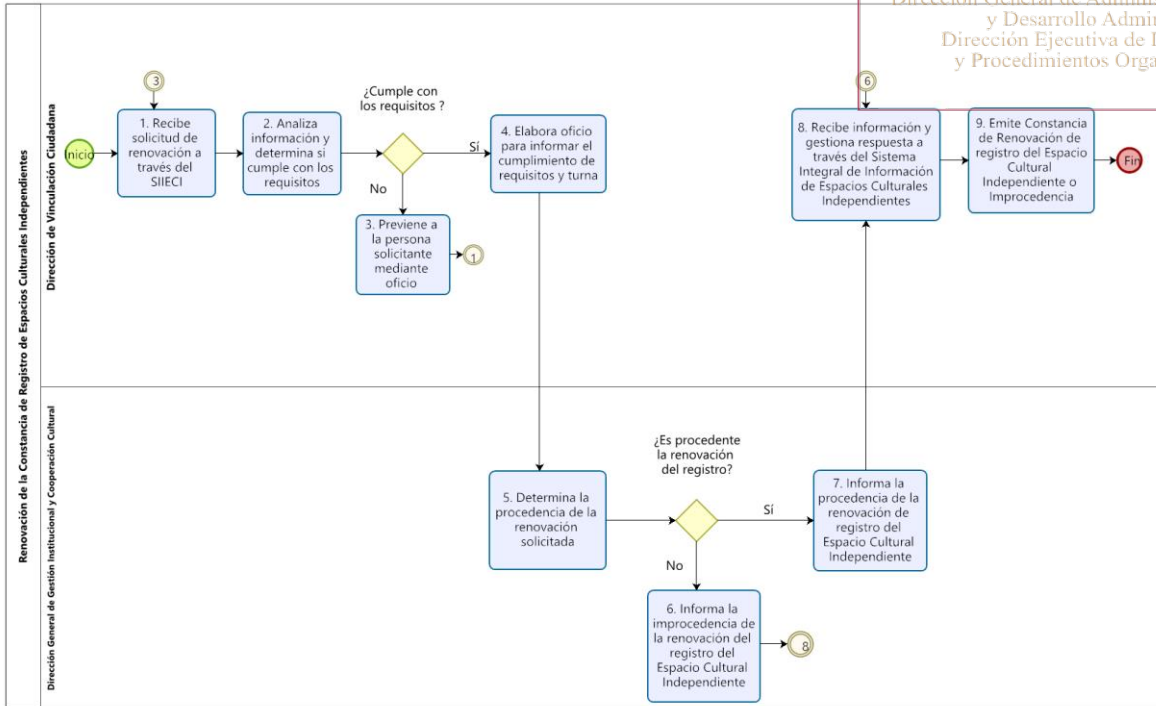 Dirección General de
y Desarrollo
Dirección Ejecutiva de
y Procedimientos
Renovación de la Constancia de Registro de Espacios Culturales Independientes
Dirección de Vinculación Ciudadana
Inicio
3
1. Recibe
solicitud de
renovación a
través del
SIIECI
2. Analiza
información y
determina si
cumple con los
requisitos
¿Cumple con
los requisitos ?
Sí
No
3. Previene a
la persona
solicitante
mediante
oficio
1
4. Elabora oficio
para informar el
cumplimiento de
requisitos y turna
6
8. Recibe información y
gestiona respuesta a
través del Sistema
Integral de Información
de Espacios Culturales
Independientes
9. Emite Constancia
de Renovación de
registro del Espacio
Cultural
Independiente o
Improcedencia
Fin
Dirección General de Gestión Institucional y Cooperación Cultural
5. Determina la
procedencia de la
renovación
solicitada
¿Es procedente
la renovación
del registro?
Sí
No
7. Informa la
procedencia de la
renovación de
registro del
Espacio Cultural
Independiente
6. Informa la
improcedencia de
la renovación del
registro del
Espacio Cultural
Independiente
8